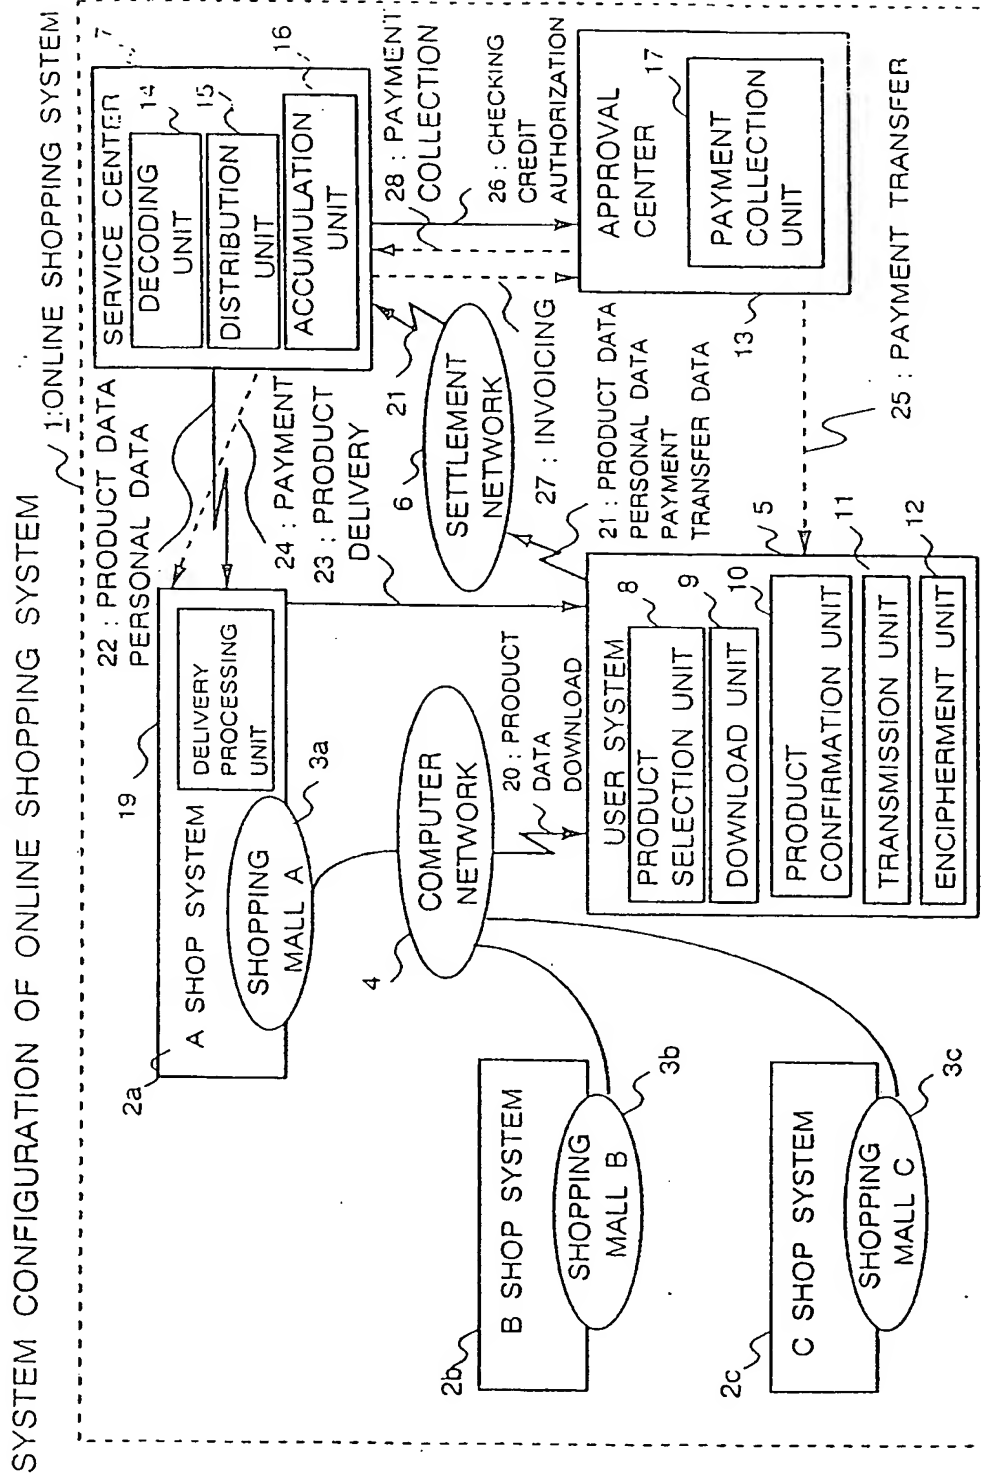 SYSTEM CONFIGURATION OF ONLINE SHOPPING SYSTEM
1:ONLINE SHOPPING SYSTEM
2a
A SHOP SYSTEM
19
DELIVERY
PROCESSING
UNIT
SHOPPING
MALL A
3a
22 : PRODUCT DATA
PERSONAL DATA
24 : PAYMENT
23 : PRODUCT
DELIVERY
SERVICE CENTER
7
DECODING
UNIT
14
DISTRIBUTION
UNIT
15
ACCUMULATION
UNIT
16
28 : PAYMENT
COLLECTION
26 : CHECKING
CREDIT
AUTHORIZATION
21
6
SETTLEMENT
NETWORK
27 : INVOICING
21 : PRODUCT DATA
PERSONAL DATA
PAYMENT
TRANSFER DATA
APPROVAL
CENTER
17
PAYMENT
COLLECTION
UNIT
13
25 : PAYMENT TRANSFER
4
COMPUTER
NETWORK
20 : PRODUCT
DATA
DOWNLOAD
USER SYSTEM
5
PRODUCT
SELECTION UNIT
8
DOWNLOAD UNIT
9
PRODUCT
CONFIRMATION UNIT
10
TRANSMISSION UNIT
11
ENCIPHERMENT UNIT
12
2b
B SHOP SYSTEM
SHOPPING
MALL B
3b
2c
C SHOP SYSTEM
SHOPPING
MALL C
3c